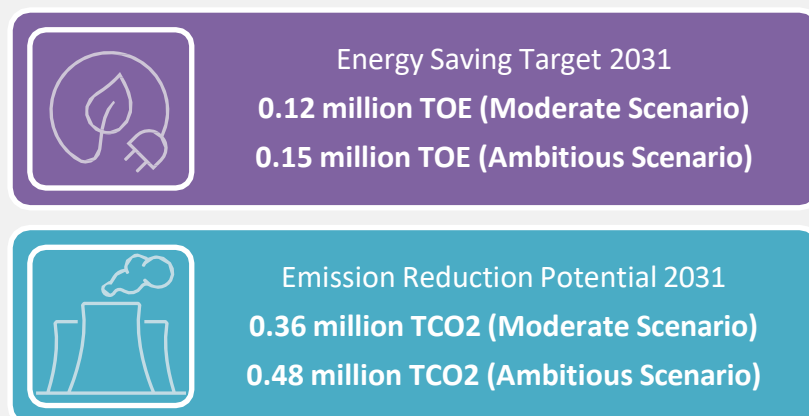 Energy Saving Target 2031
0.12 million TOE (Moderate Scenario)
0.15 million TOE (Ambitious Scenario)
Emission Reduction Potential 2031
0.36 million TCO2 (Moderate Scenario)
0.48 million TCO2 (Ambitious Scenario)